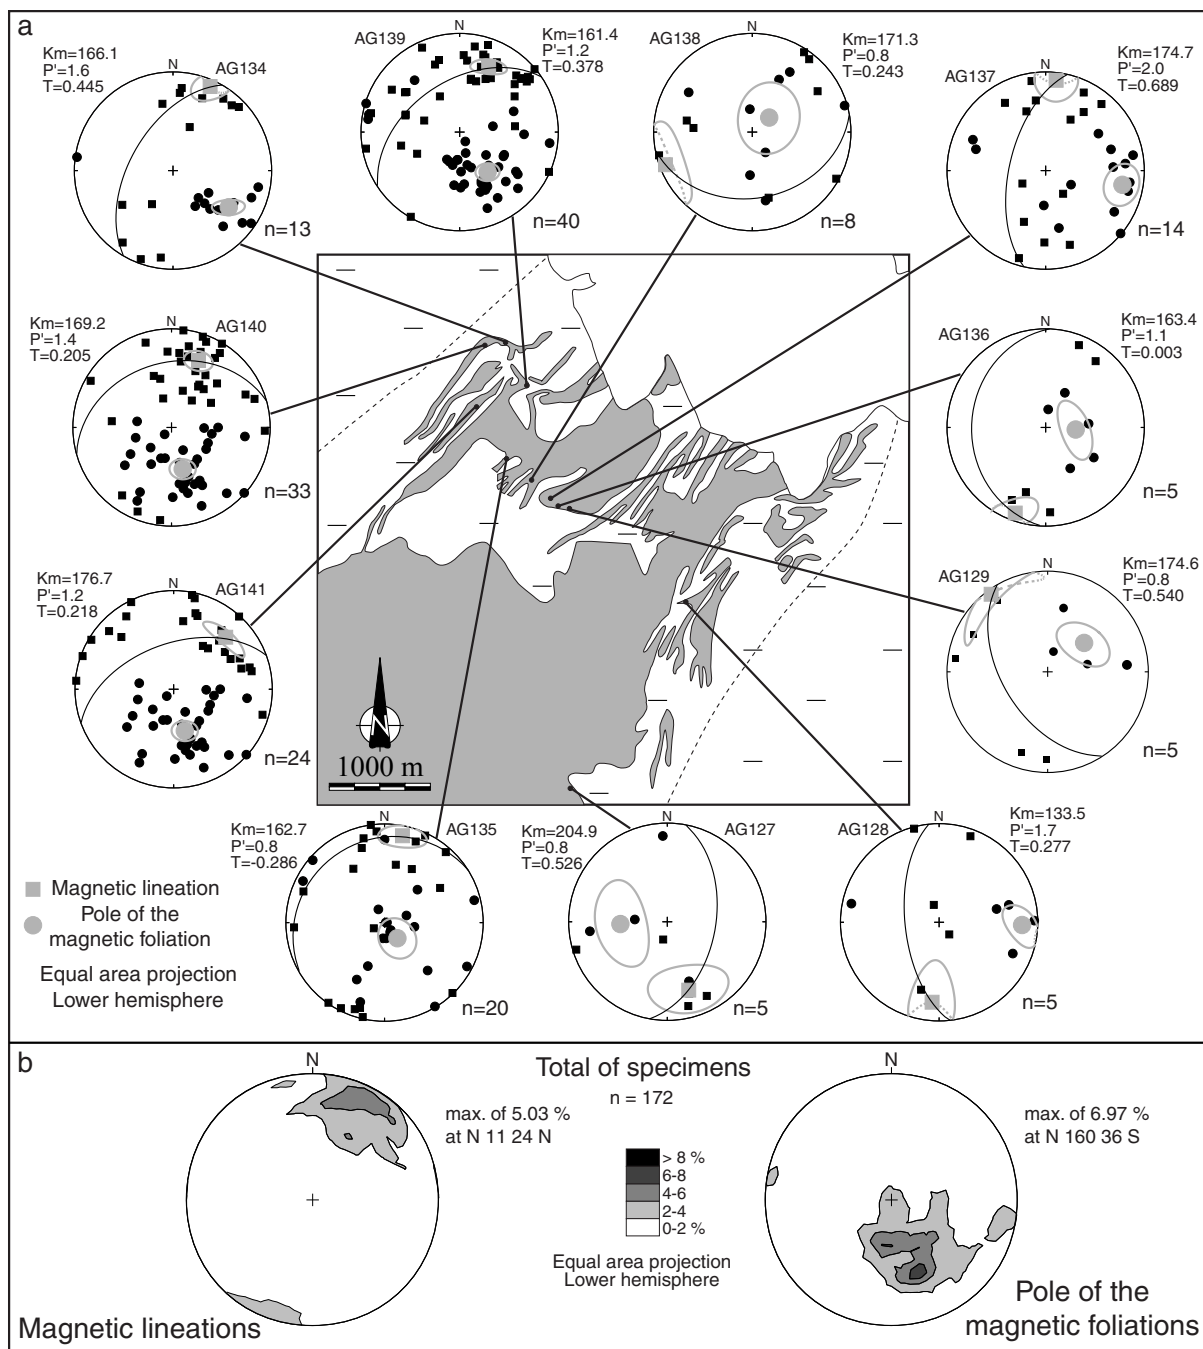 a
Km=166.1
P'=1.6
T=0.445
N
AG134
n=13
AG139
N
Km=161.4
P'=1.2
T=0.378
n=40
AG138
N
Km=171.3
P'=0.8
T=0.243
n=8
Km=174.7
P'=2.0
T=0.689
AG137
N
n=14
Km=169.2
P'=1.4
T=0.205
N
AG140
n=33
AG136
N
Km=163.4
P'=1.1
T=0.003
n=5
Km=176.7
P'=1.2
T=0.218
N
AG141
n=24
AG129
N
Km=174.6
P'=0.8
T=0.540
n=5
N
1000 m
Km=162.7
P'=0.8
T=-0.286
N
AG135
n=20
Km=204.9
P'=0.8
T=0.526
N
AG127
n=5
AG128
N
Km=133.5
P'=1.7
T=0.277
n=5
Magnetic lineation
Pole of the
magnetic foliation
Equal area projection
Lower hemisphere
b
N
max. of 5.03 %
at N 11 24 N
Magnetic lineations
Total of specimens
n = 172
> 8 %
6-8
4-6
2-4
0-2 %
Equal area projection
Lower hemisphere
N
max. of 6.97 %
at N 160 36 S
Pole of the
magnetic foliations